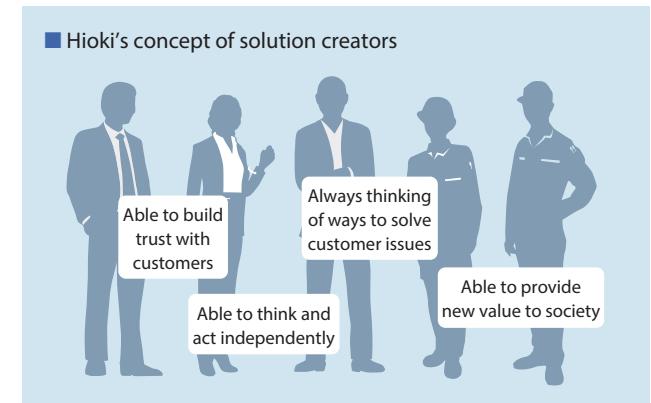 ■ Hioki’s concept of solution creators
Able to build
trust with
customers
Able to think and
act independently
Always thinking
of ways to solve
customer issues
Able to provide
new value to society